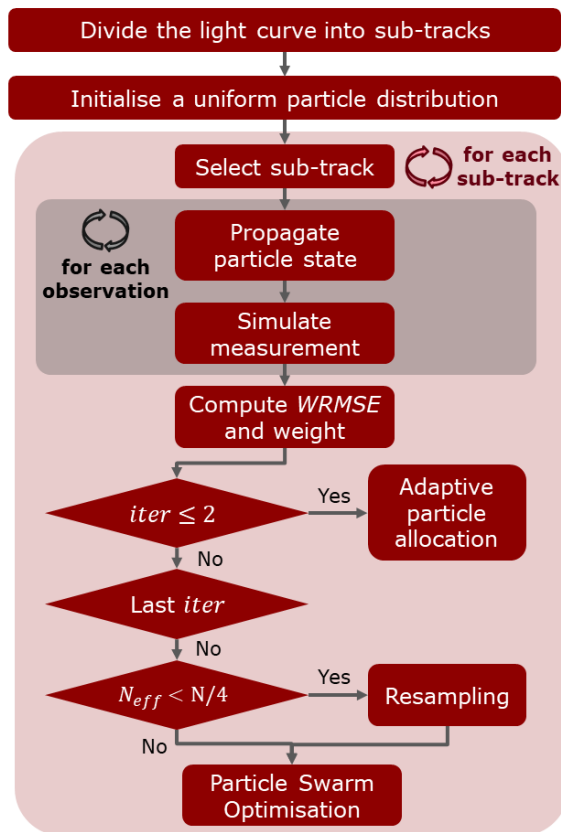 Divide the light curve into sub-tracks
Initialise a uniform particle distribution
Select sub-track
for each
sub-track
for each
observation
Propagate
particle state
Simulate
measurement
Compute WRMSE
and weight
iter ≤ 2
Yes
Adaptive
particle
allocation
No
Last iter
No
N_eff < N/4
Yes
Resampling
No
Particle Swarm
Optimisation